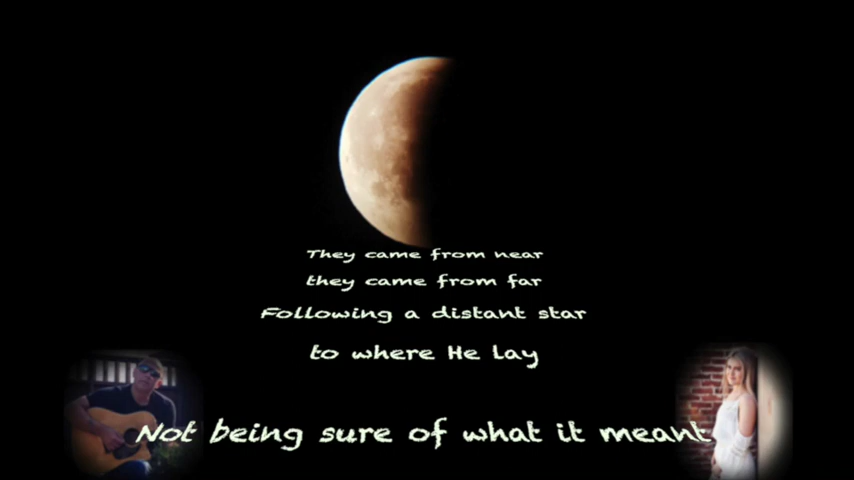 They came from near
they came from far
Following a distant star
to where He lay
Not being sure of what it meant